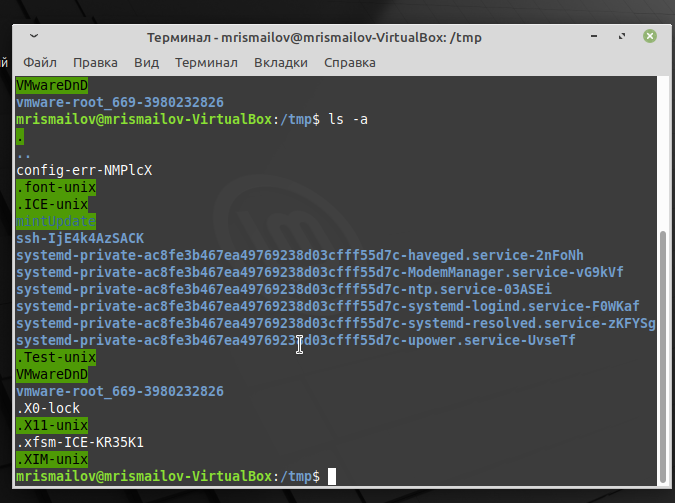 Терминал - mrismailov@mrismailov-VirtualBox: /tmp
ий
Файл Правка Вид Терминал Вкладки Справка
VMwareDnD
vmware-root_669-3980232826
mrismailov@mrismailov-VirtualBox:/tmp$ ls -a
.
..
config-err-NMPlcX
.font-unix
.ICE-unix
mintUpdate
ssh-IjE4k4AzSACK
systemd-private-ac8fe3b467ea49769238d03cfff55d7c-haveged.service-2nFoNh
systemd-private-ac8fe3b467ea49769238d03cfff55d7c-ModemManager.service-vG9kVf
systemd-private-ac8fe3b467ea49769238d03cfff55d7c-ntp.service-03ASEi
systemd-private-ac8fe3b467ea49769238d03cfff55d7c-systemd-logind.service-F0WKaf
systemd-private-ac8fe3b467ea49769238d03cfff55d7c-systemd-resolved.service-zKFYSg
systemd-private-ac8fe3b467ea49769238d03cfff55d7c-upower.service-UvseTf
.Test-unix
VMwareDnD
vmware-root_669-3980232826
.X0-lock
.X11-unix
.xfsm-ICE-KR35K1
.XIM-unix
mrismailov@mrismailov-VirtualBox:/tmp$